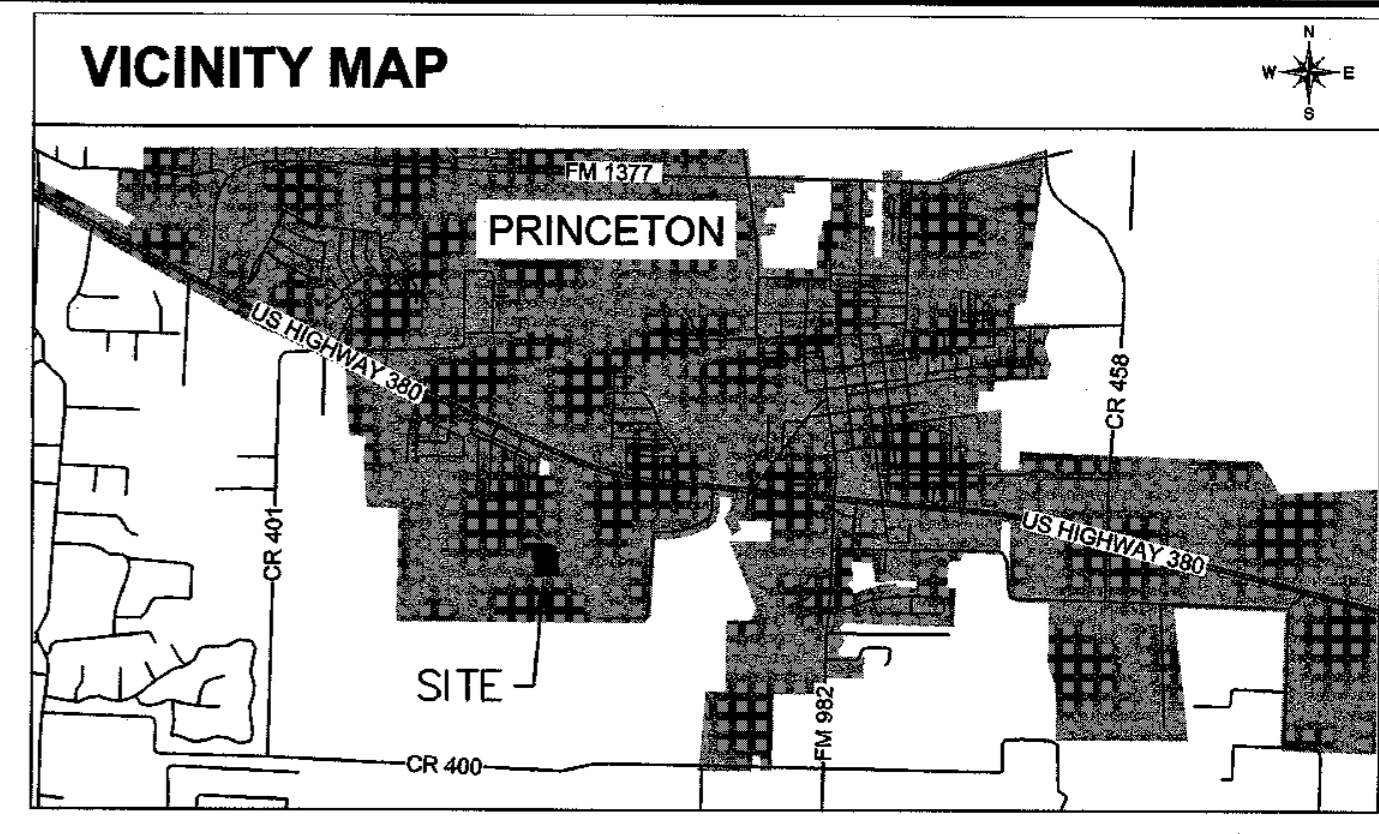 VICINITY MAP
N
W E
S
FM 1377
PRINCETON
US HIGHWAY 380
CR 458
CR 401
US HIGHWAY 380
SITE
FM 982
CR 400